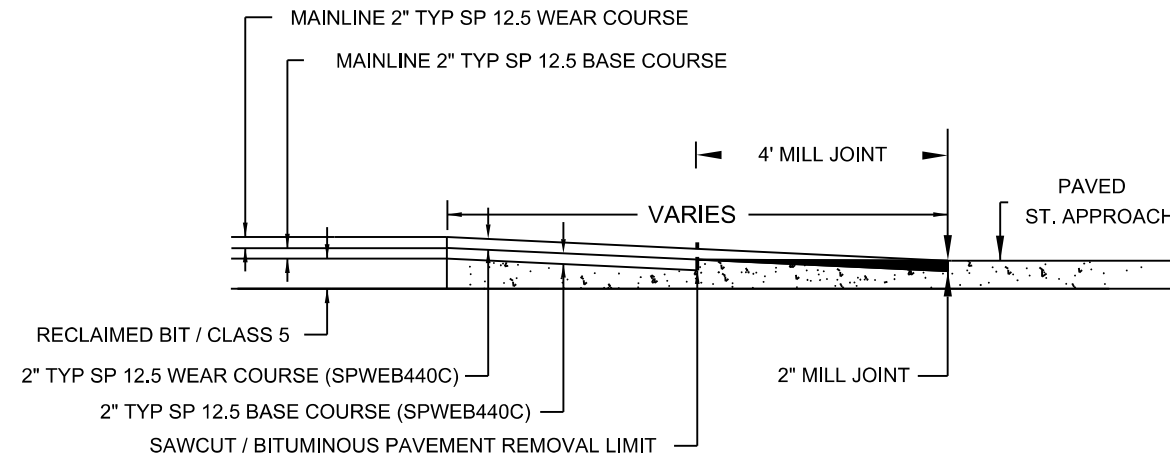 MAINLINE 2" TYP SP 12.5 WEAR COURSE
MAINLINE 2" TYP SP 12.5 BASE COURSE
4' MILL JOINT
PAVED
ST. APPROACH
VARIES
RECLAIMED BIT / CLASS 5
2" TYP SP 12.5 WEAR COURSE (SPWEB440C)
2" MILL JOINT
2" TYP SP 12.5 BASE COURSE (SPWEB440C)
SAWCUT / BITUMINOUS PAVEMENT REMOVAL LIMIT